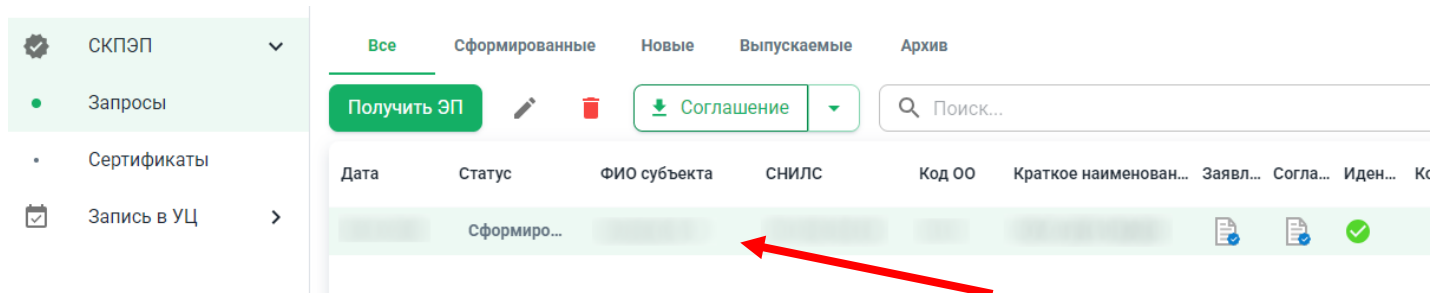 СКПЭП
Запросы
Сертификаты
Запись в УЦ
Все Сформированные Новые Выпускаемые Архив
Получить ЭП Соглашение Поиск...
Дата Статус ФИО субъекта СНИЛС Код ОО Краткое наименован... Заявл... Согла... Иден... Ко
Сформиро...